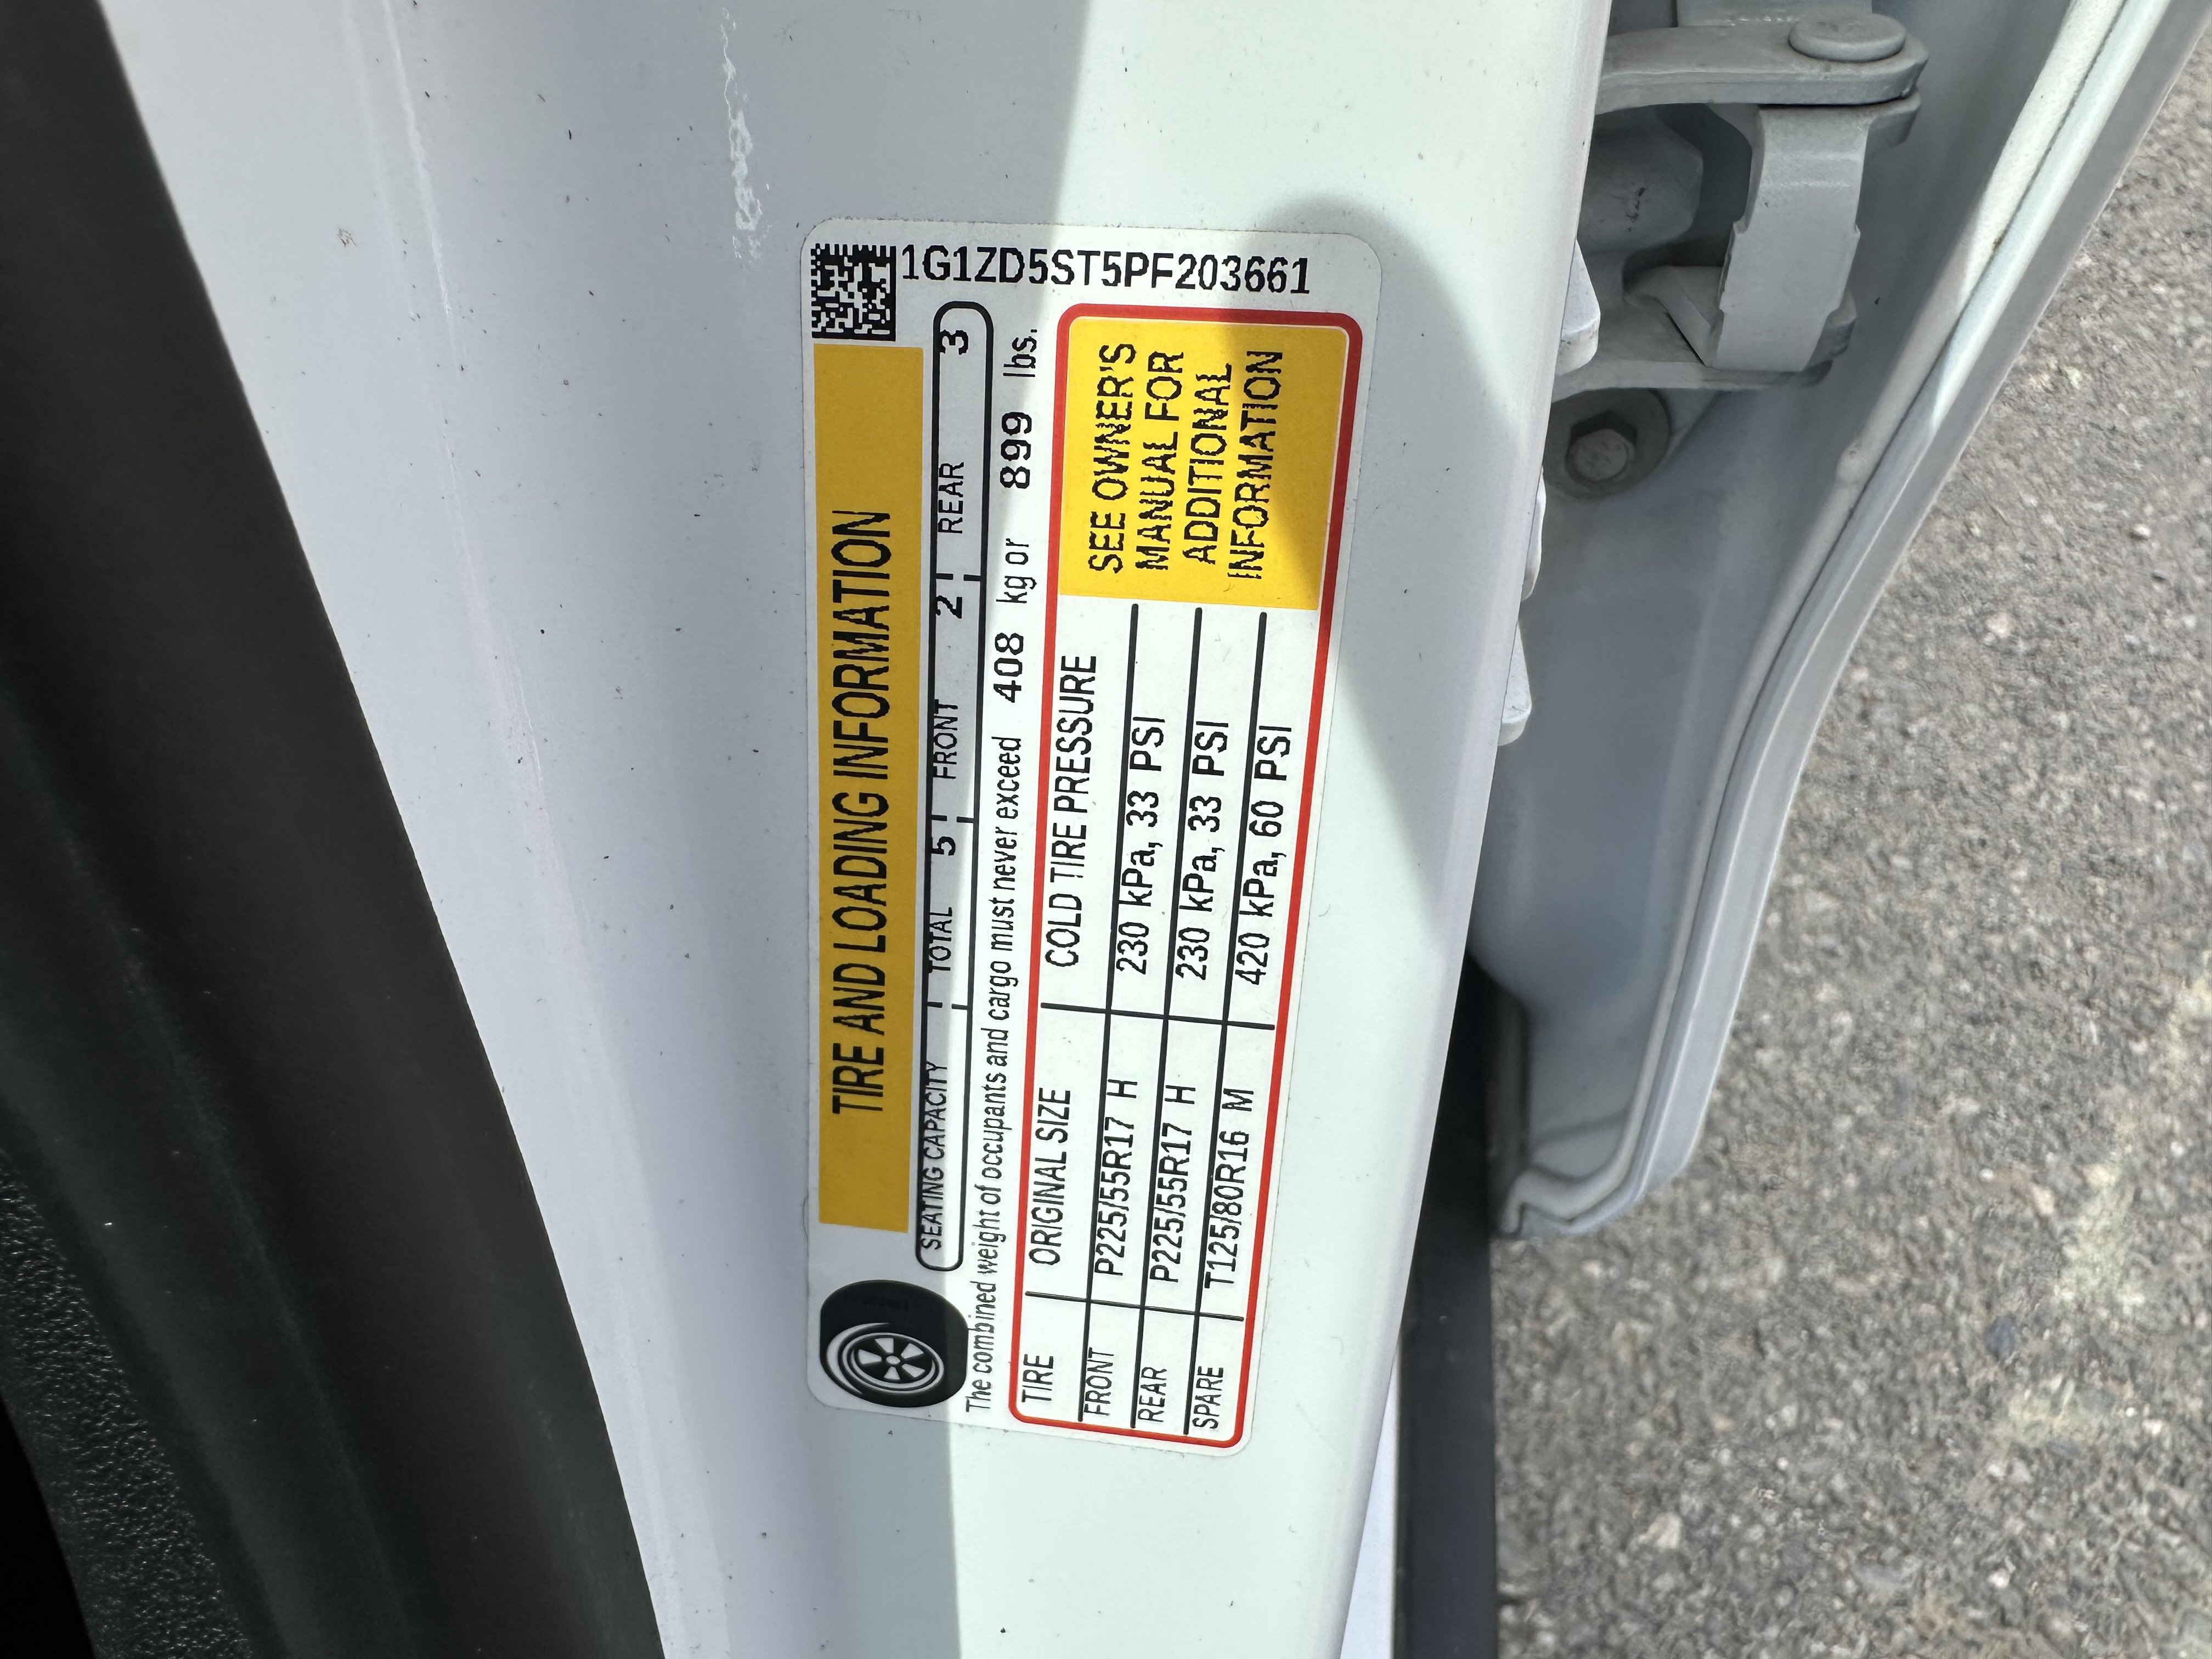 1G1ZD5ST5PF203661
TIRE AND LOADING INFORMATION
SEATING CAPACITY TOTAL 5 FRONT 2 REAR 3
The combined weight of occupants and cargo must never exceed 408 kg or 899 lbs.
TIRE ORIGINAL SIZE COLD TIRE PRESSURE
FRONT P225/55R17 H 230 kPa, 33 PSI
REAR P225/55R17 H 230 kPa, 33 PSI
SPARE T125/80R16 M 420 kPa, 60 PSI
SEE OWNER'S
MANUAL FOR
ADDITIONAL
INFORMATION